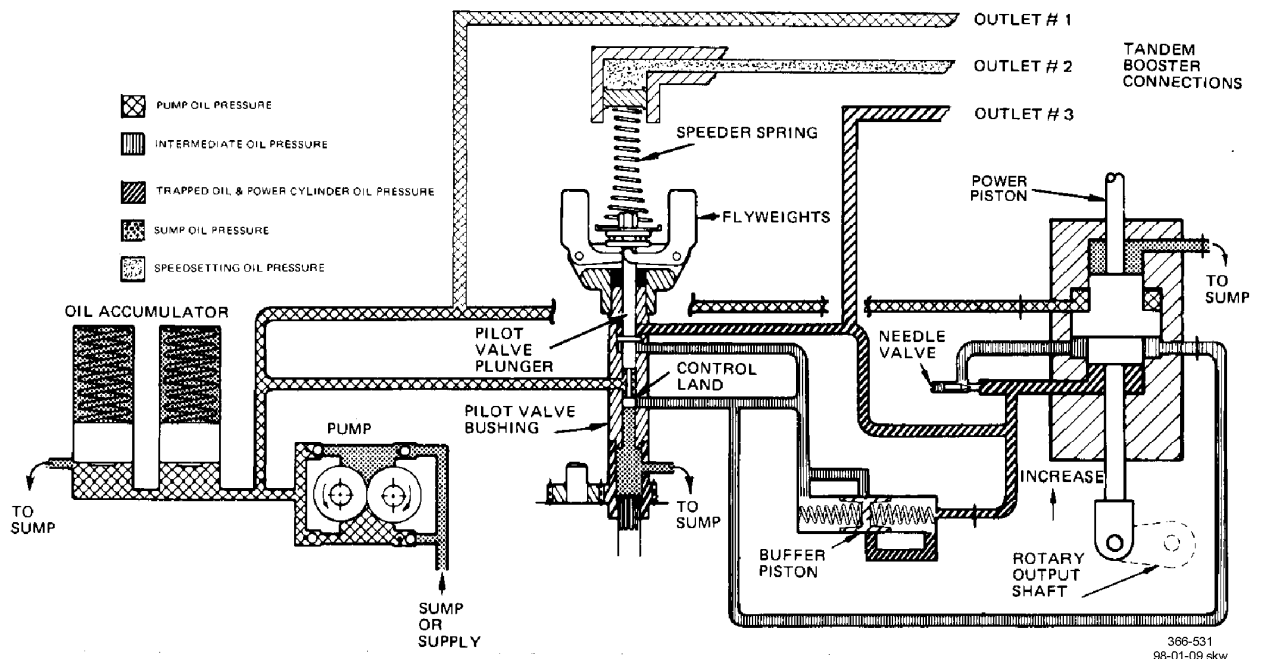 OUTLET # 1
OUTLET # 2
OUTLET # 3
TANDEM
BOOSTER
CONNECTIONS
PUMP OIL PRESSURE
INTERMEDIATE OIL PRESSURE
TRAPPED OIL & POWER CYLINDER OIL PRESSURE
SUMP OIL PRESSURE
SPEEDSETTING OIL PRESSURE
SPEEDER SPRING
FLYWEIGHTS
POWER
PISTON
TO
SUMP
OIL ACCUMULATOR
PILOT
VALVE
PLUNGER
CONTROL
LAND
NEEDLE
VALVE
PILOT VALVE
BUSHING
PUMP
TO
SUMP
TO
SUMP
INCREASE
BUFFER
PISTON
ROTARY
OUTPUT
SHAFT
SUMP
OR
SUPPLY
366-531
98-01-09 skw